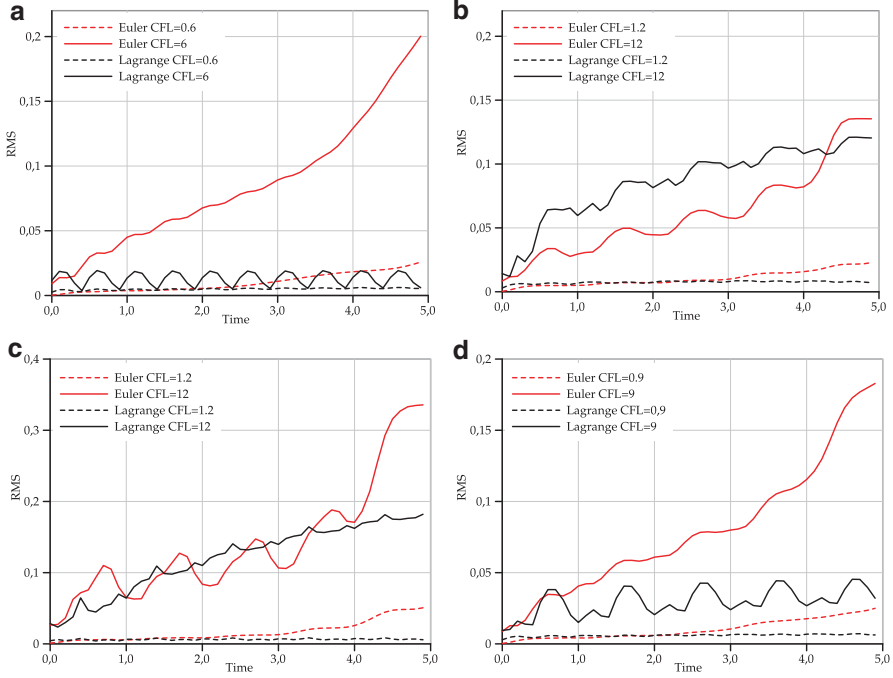 a
Euler CFL=0.6
Euler CFL=6
Lagrange CFL=0.6
Lagrange CFL=6
0,2
0,15
0,1
0,05
0
RMS
0,0 1,0 2,0 3,0 4,0 5,0
Time
b
Euler CFL=1.2
Euler CFL=12
Lagrange CFL=1.2
Lagrange CFL=12
0,2
0,15
0,1
0,05
0
RMS
0,0 1,0 2,0 3,0 4,0 5,0
Time
c
Euler CFL=1.2
Euler CFL=12
Lagrange CFL=1.2
Lagrange CFL=12
0,4
0,3
0,2
0,1
0
RMS
0,0 1,0 2,0 3,0 4,0 5,0
Time
d
Euler CFL=0.9
Euler CFL=9
Lagrange CFL=0,9
Lagrange CFL=9
0,2
0,15
0,1
0,05
0
RMS
0,0 1,0 2,0 3,0 4,0 5,0
Time